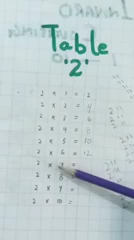 Table
'2'
2 × 1 = 2
2 × 2 = 4
2 × 3 = 6
2 × 4 = 8
2 × 5 = 10
2 × 6 = 12
2 ×
2 × 8
2 × 9 =
2 × 10 =